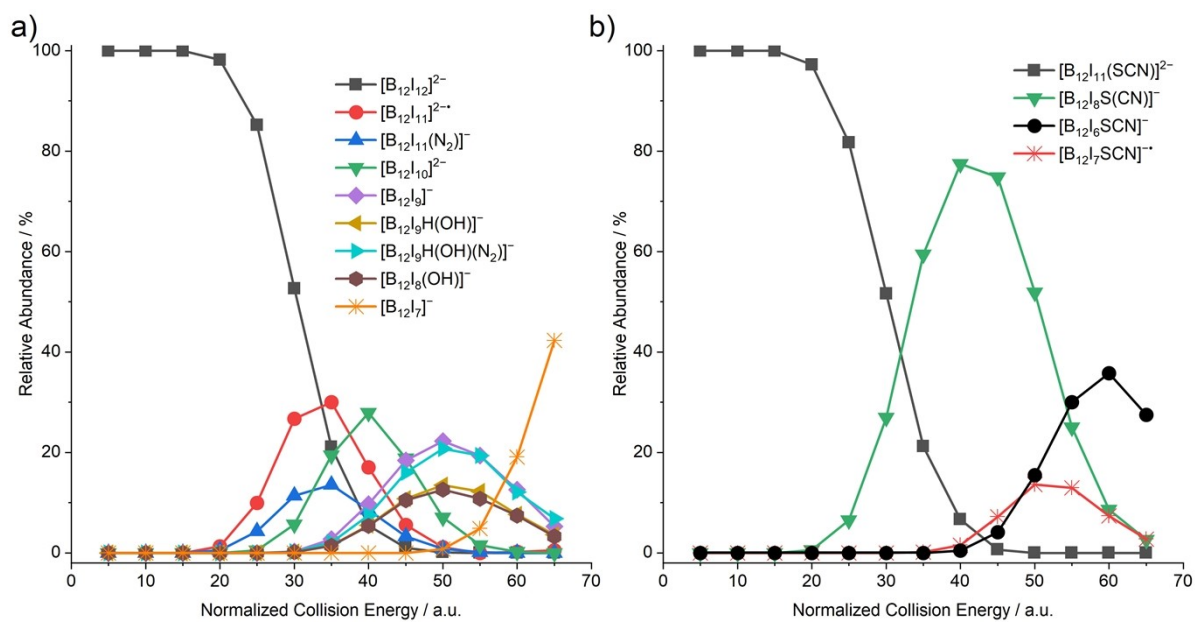 a)
100
80
60
40
20
0
Relative Abundance / %
[B₁₂I₁₂]²⁻
[B₁₂I₁₁]²⁻•
[B₁₂I₁₁(N₂)]⁻
[B₁₂I₁₀]²⁻
[B₁₂I₉]⁻
[B₁₂I₉H(OH)]⁻
[B₁₂I₉H(OH)(N₂)]⁻
[B₁₂I₈(OH)]⁻
[B₁₂I₇]⁻
0 10 20 30 40 50 60 70
Normalized Collision Energy / a.u.
b)
100
80
60
40
20
0
Relative Abundance / %
[B₁₂I₁₁(SCN)]²⁻
[B₁₂I₈S(CN)]⁻
[B₁₂I₆SCN]⁻
[B₁₂I₇SCN]⁻•
0 10 20 30 40 50 60 70
Normalized Collision Energy / a.u.